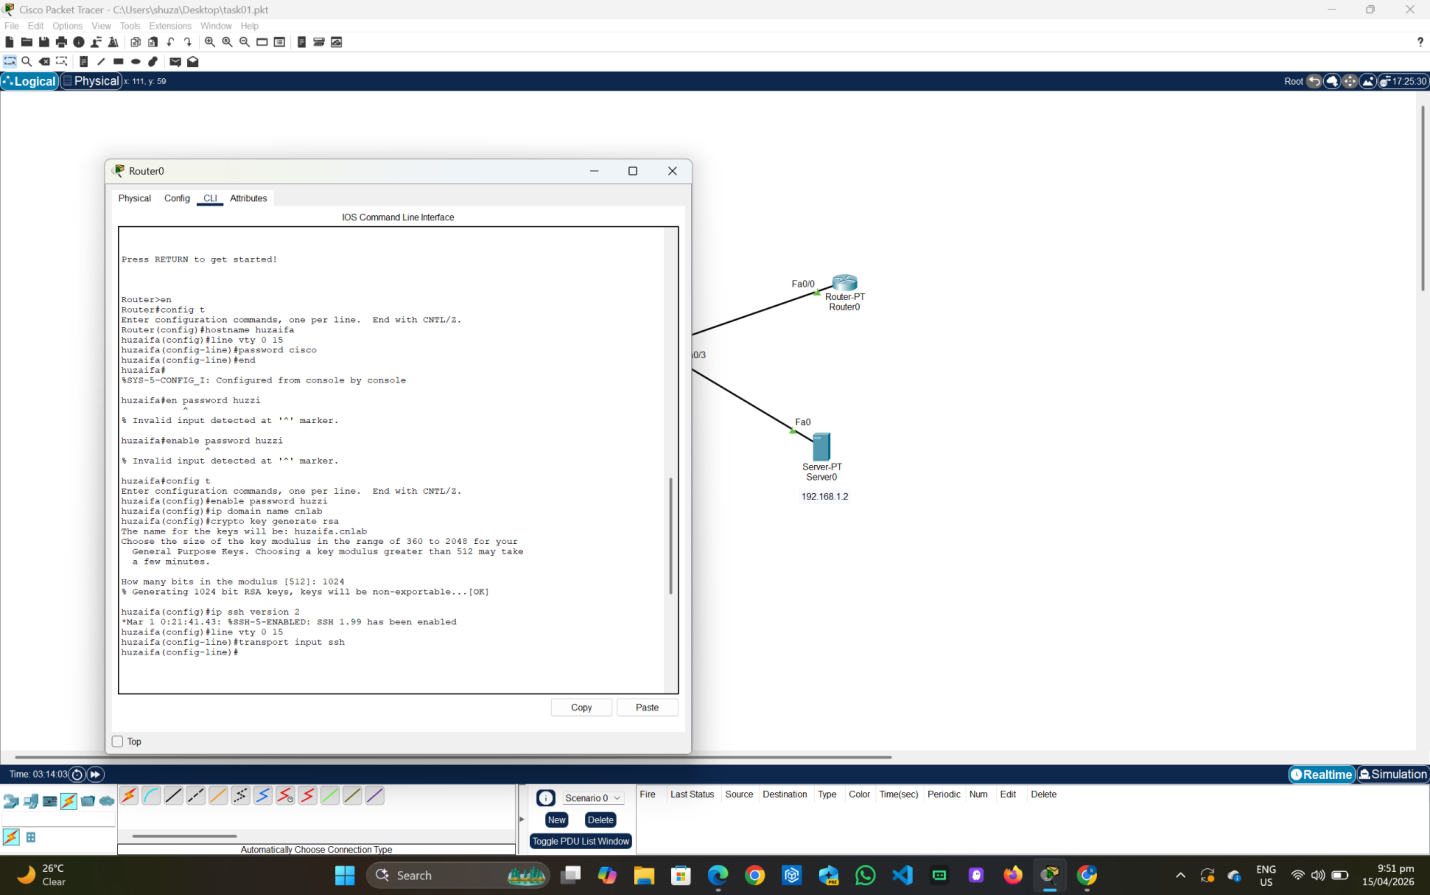 Cisco Packet Tracer - C:\Users\shuza\Desktop\task01.pkt
File Edit Options View Tools Extensions Window Help
?
Logical Physical x: 111, y: 59
Root 17:25:30
Router0
Physical Config CLI Attributes
IOS Command Line Interface
Press RETURN to get started!
Router>en
Router#config t
Enter configuration commands, one per line. End with CNTL/Z.
Router(config)#hostname huzaifa
huzaifa(config)#line vty 0 15
huzaifa(config-line)#password cisco
huzaifa(config-line)#end
huzaifa#
%SYS-5-CONFIG_I: Configured from console by console
huzaifa#en password huzzi
^
% Invalid input detected at '^' marker.
huzaifa#enable password huzzi
^
% Invalid input detected at '^' marker.
huzaifa#config t
Enter configuration commands, one per line. End with CNTL/Z.
huzaifa(config)#enable password huzzi
huzaifa(config)#ip domain name cnlab
huzaifa(config)#crypto key generate rsa
The name for the keys will be: huzaifa.cnlab
Choose the size of the key modulus in the range of 360 to 2048 for your
General Purpose Keys. Choosing a key modulus greater than 512 may take
a few minutes.
How many bits in the modulus [512]: 1024
% Generating 1024 bit RSA keys, keys will be non-exportable...[OK]
huzaifa(config)#ip ssh version 2
*Mar 1 0:21:41.43: %SSH-5-ENABLED: SSH 1.99 has been enabled
huzaifa(config)#line vty 0 15
huzaifa(config-line)#transport input ssh
huzaifa(config-line)#
Copy Paste
Top
Fa0/0
Router-PT
Router0
a0/3
Fa0
Server-PT
Server0
192.168.1.2
Time: 03:14:03
Realtime Simulation
Scenario 0
New Delete
Toggle PDU List Window
Fire Last Status Source Destination Type Color Time(sec) Periodic Num Edit Delete
Automatically Choose Connection Type
26°C
Clear
Search
PRE
ENG
US
9:51 pm
15/04/2026